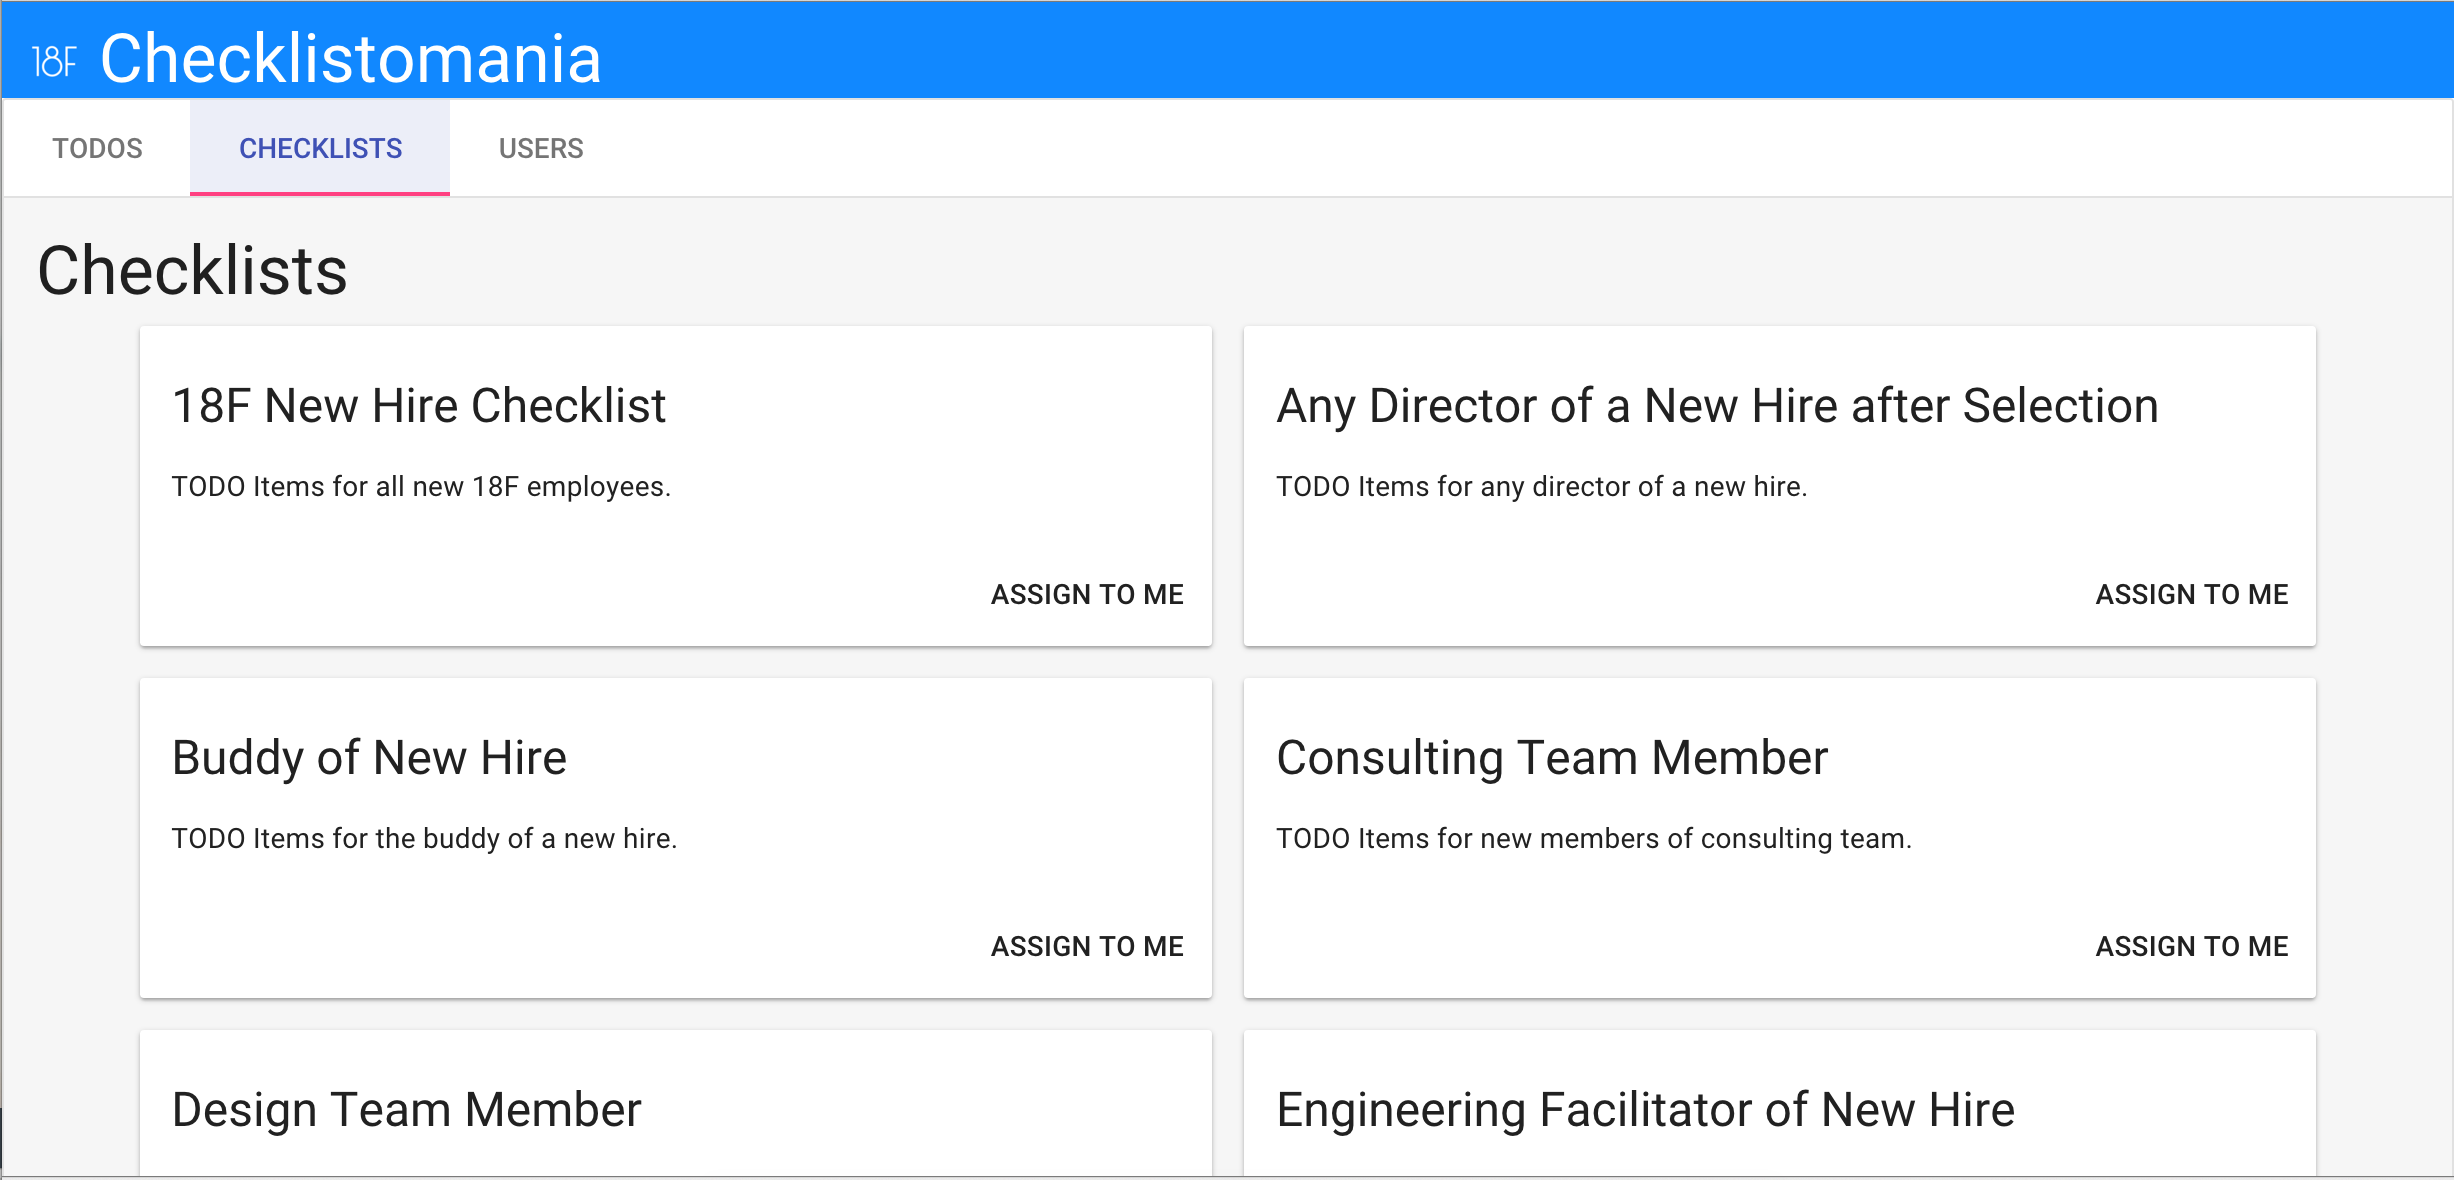 18F Checklistomania
TODOS CHECKLISTS USERS
Checklists
18F New Hire Checklist
TODO Items for all new 18F employees.
ASSIGN TO ME
Any Director of a New Hire after Selection
TODO Items for any director of a new hire.
ASSIGN TO ME
Buddy of New Hire
TODO Items for the buddy of a new hire.
ASSIGN TO ME
Consulting Team Member
TODO Items for new members of consulting team.
ASSIGN TO ME
Design Team Member
Engineering Facilitator of New Hire